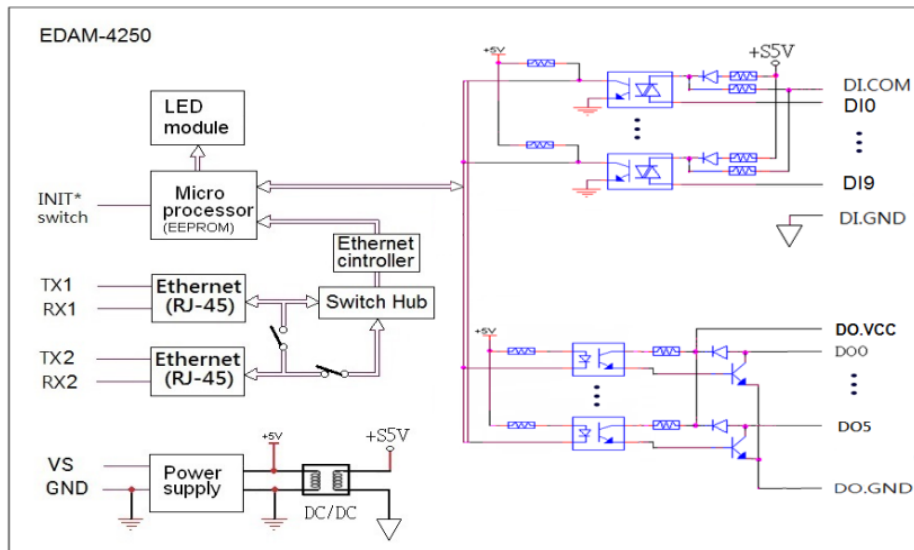 EDAM-4250
LED
module
INIT*
switch
Micro
processor
(EEPROM)
Ethernet
cintroller
TX1
RX1
Ethernet
(RJ-45)
Switch Hub
TX2
RX2
Ethernet
(RJ-45)
VS
GND
Power
supply
+5V
+S5V
DC/DC
+5V
+S5V
DI.COM
DI0
DI9
DI.GND
+5V
DO.VCC
DO0
DO5
DO.GND